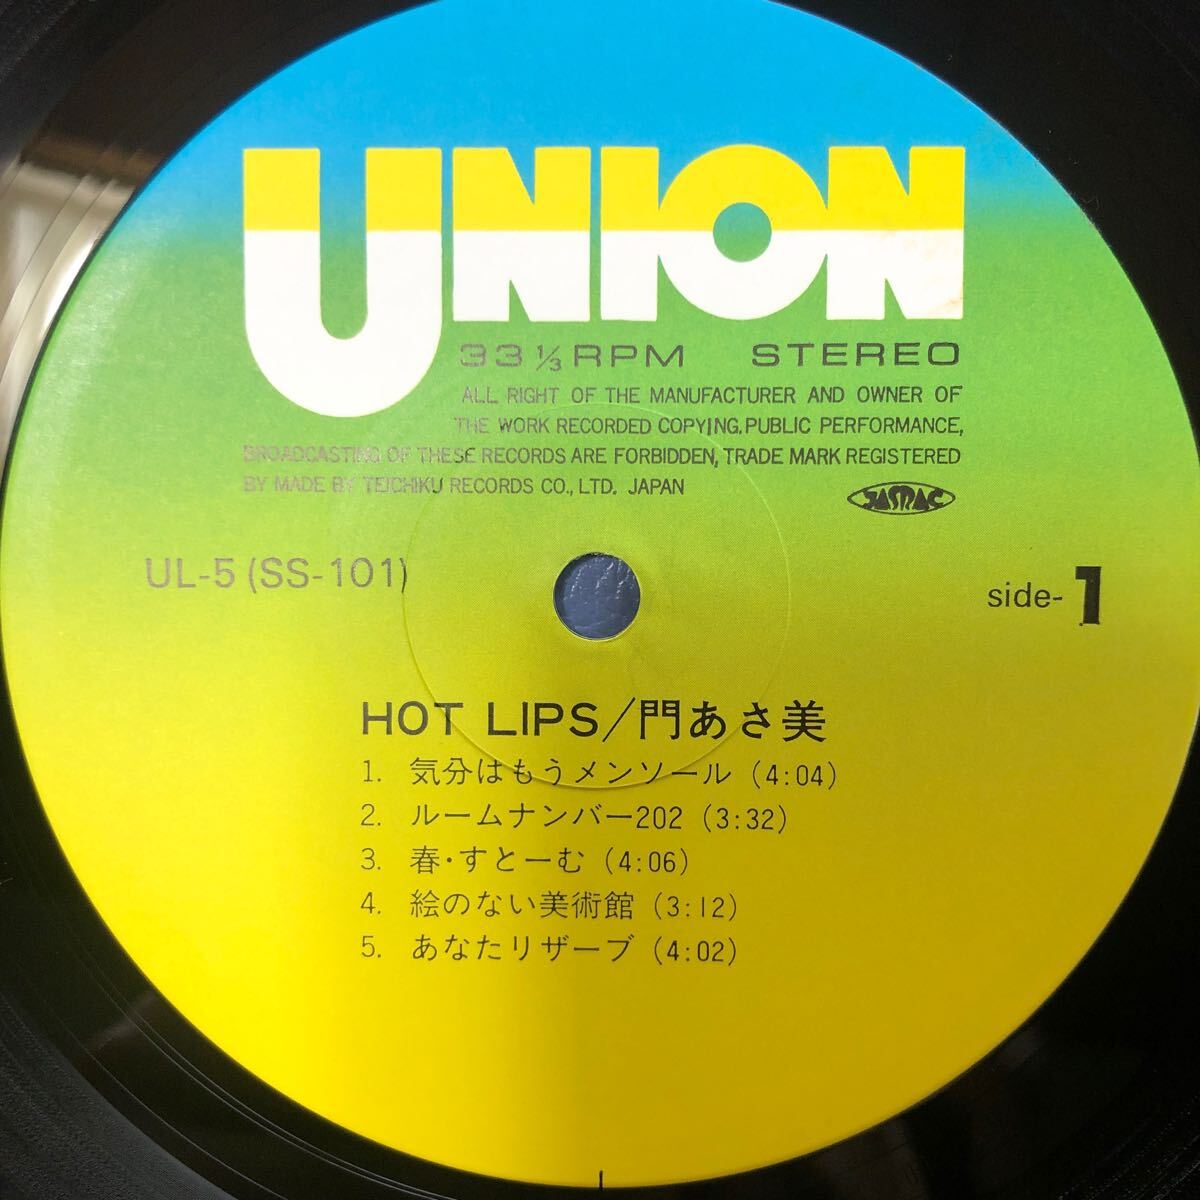 UNION
33 1/3 RPM STEREO
ALL RIGHT OF THE MANUFACTURER AND OWNER OF
THE WORK RECORDED COPYING, PUBLIC PERFORMANCE,
BROADCASTING OF THESE RECORDS ARE FORBIDDEN, TRADE MARK REGISTERED
BY MADE BY TEICHIKU RECORDS CO., LTD. JAPAN
JASRAC
UL-5 (SS-101)
side-1
HOT LIPS/門あさ美
1. 気分はもうメンソール (4:04)
2. ルームナンバー202 (3:32)
3. 春・すとーむ (4:06)
4. 絵のない美術館 (3:12)
5. あなたリザーブ (4:02)